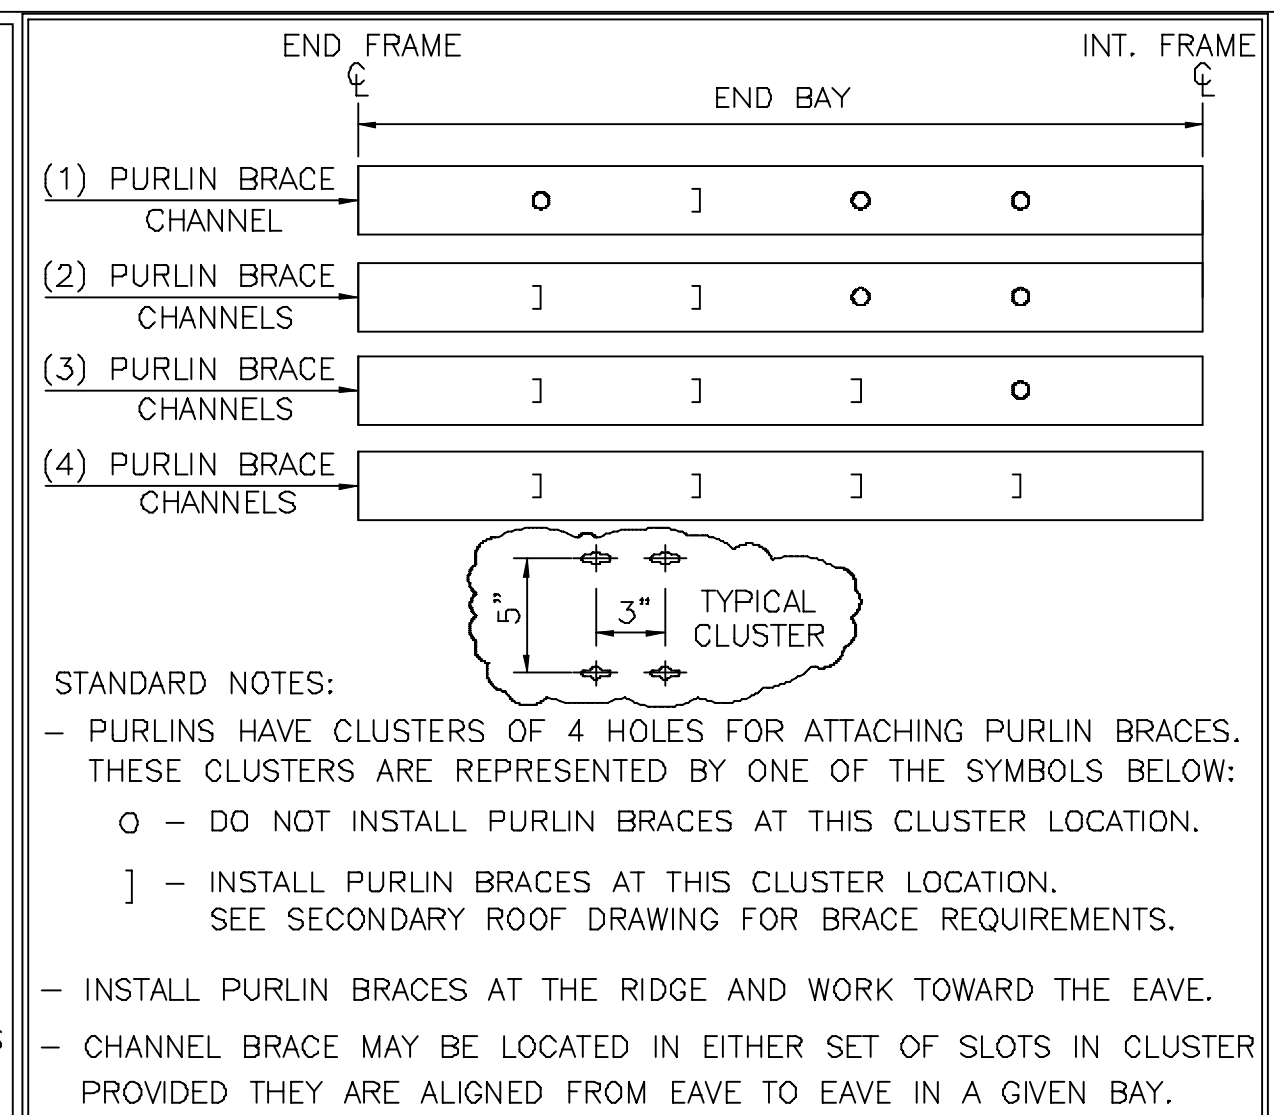 END FRAME
INT. FRAME
℄
℄
END BAY
(1) PURLIN BRACE
CHANNEL
(2) PURLIN BRACE
CHANNELS
(3) PURLIN BRACE
CHANNELS
(4) PURLIN BRACE
CHANNELS
5"
3"
TYPICAL
CLUSTER
STANDARD NOTES:
– PURLINS HAVE CLUSTERS OF 4 HOLES FOR ATTACHING PURLIN BRACES.
THESE CLUSTERS ARE REPRESENTED BY ONE OF THE SYMBOLS BELOW:
O – DO NOT INSTALL PURLIN BRACES AT THIS CLUSTER LOCATION.
] – INSTALL PURLIN BRACES AT THIS CLUSTER LOCATION.
SEE SECONDARY ROOF DRAWING FOR BRACE REQUIREMENTS.
– INSTALL PURLIN BRACES AT THE RIDGE AND WORK TOWARD THE EAVE.
– CHANNEL BRACE MAY BE LOCATED IN EITHER SET OF SLOTS IN CLUSTER
PROVIDED THEY ARE ALIGNED FROM EAVE TO EAVE IN A GIVEN BAY.